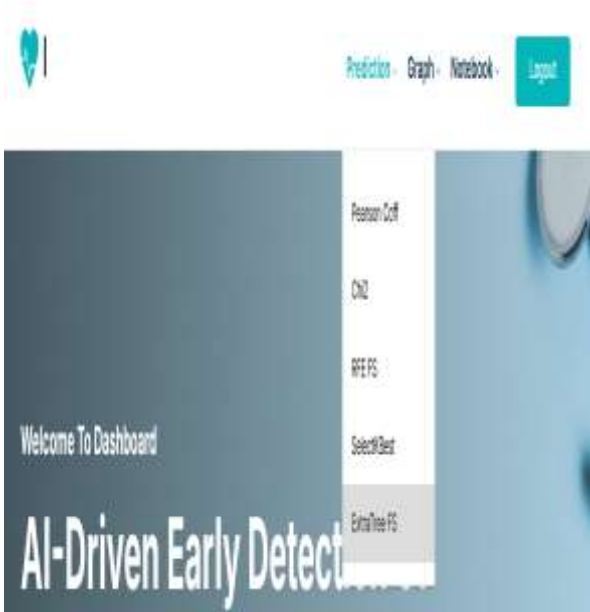 Prediction Graph Notebook Logout
Pearson Coff
Chi2
RFE FS
SelectKBest
ExtraTree FS
Welcome To Dashboard
AI-Driven Early Detect